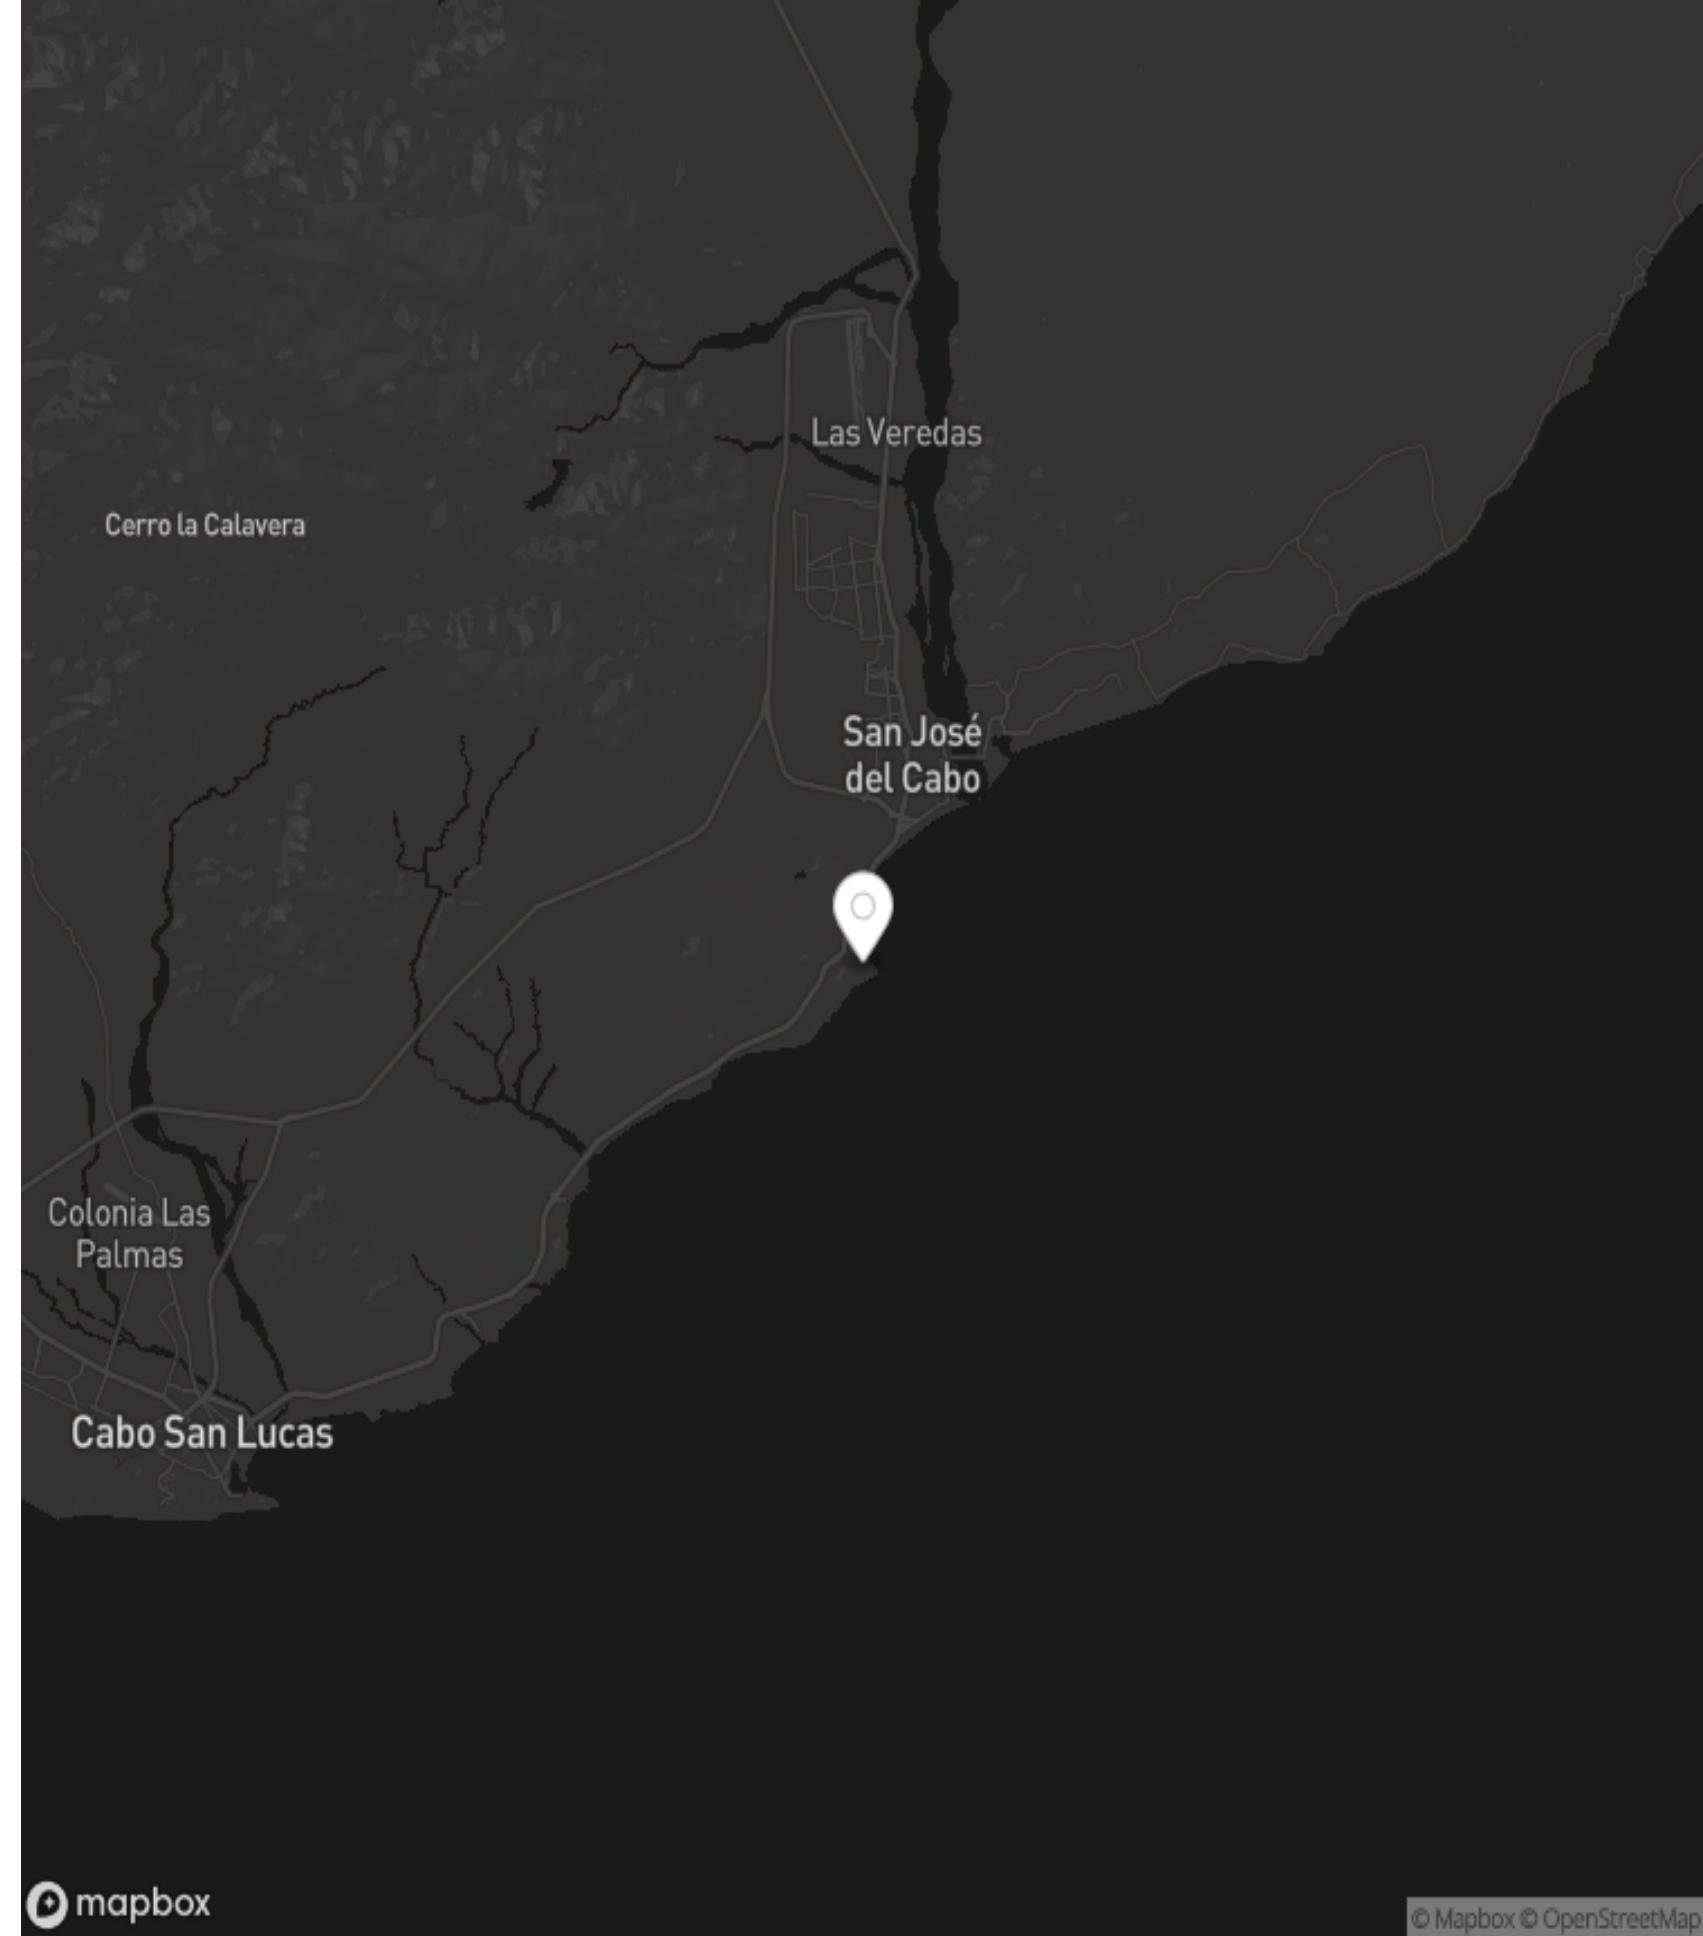 Las Veredas
Cerro la Calavera
San José
del Cabo
Colonia Las
Palmas
Cabo San Lucas
mapbox
© Mapbox © OpenStreetMap